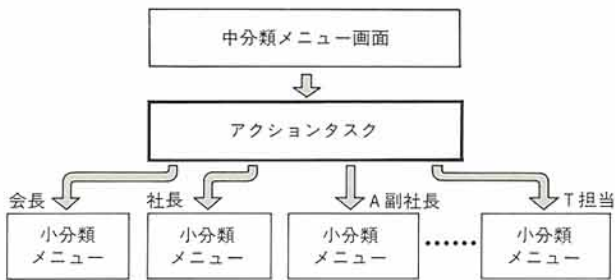 中分類メニュー画面
アクションタスク
会長
社長
A副社長
T担当
小分類
メニュー
小分類
メニュー
小分類
メニュー
……
小分類
メニュー